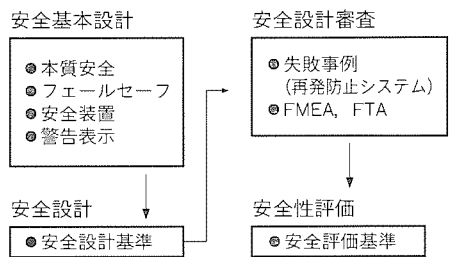 安全基本設計
●本質安全
●フェールセーフ
●安全装置
●警告表示
安全設計
●安全設計基準
安全設計審査
●失敗事例
(再発防止システム)
●FMEA, FTA
安全性評価
●安全評価基準